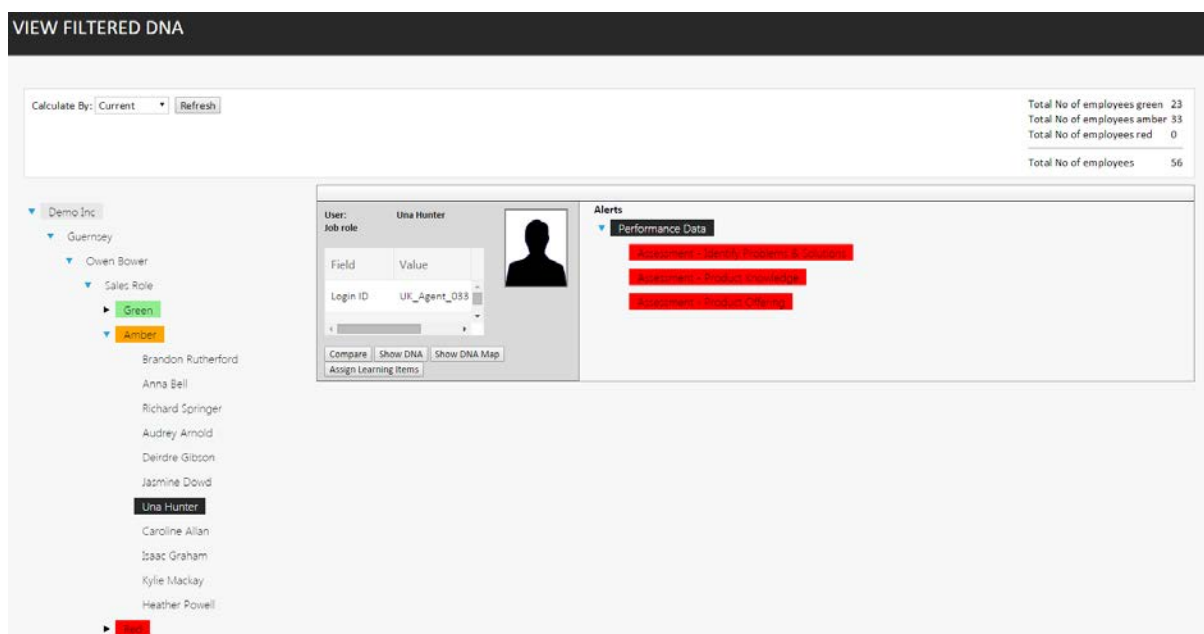 VIEW FILTERED DNA
Calculate By: Current Refresh
Total No of employees green 23
Total No of employees amber 33
Total No of employees red 0
Total No of employees 56
Demo Inc
Guernsey
Owen Bower
Sales Role
Green
Amber
Brandon Rutherford
Anna Bell
Richard Springer
Audrey Arnold
Deirdre Gibson
Jasmine Dowd
Una Hunter
Caroline Allan
Isaac Graham
Kylie Mackay
Heather Powell
Red
User: Una Hunter
Job role
Field Value
Login ID UK_Agent_033
Compare Show DNA Show DNA Map
Assign Learning Items
Alerts
Performance Data
Assessment - Identify Problems & Solutions
Assessment - Product Knowledge
Assessment - Product Offering